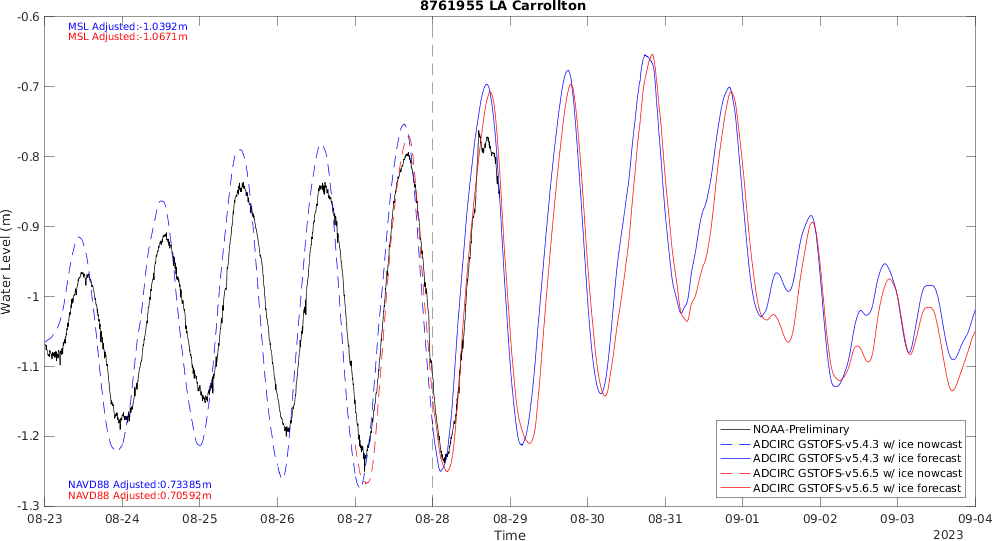 8761955 LA Carrollton
MSL Adjusted:-1.0392m
MSL Adjusted:-1.0671m
Water Level (m)
-0.6
-0.7
-0.8
-0.9
-1
-1.1
-1.2
-1.3
NAVD88 Adjusted:0.73385m
NAVD88 Adjusted:0.70592m
NOAA-Preliminary
ADCIRC GSTOFS-v5.4.3 w/ ice nowcast
ADCIRC GSTOFS-v5.4.3 w/ ice forecast
ADCIRC GSTOFS-v5.6.5 w/ ice nowcast
ADCIRC GSTOFS-v5.6.5 w/ ice forecast
08-23 08-24 08-25 08-26 08-27 08-28 08-29 08-30 08-31 09-01 09-02 09-03 09-04
Time
2023